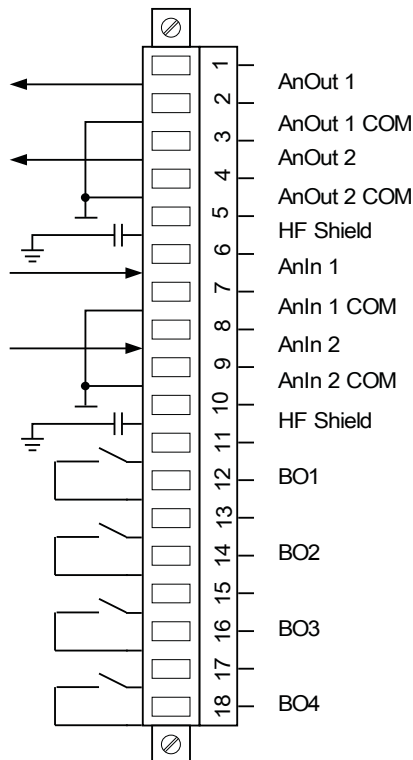 1
AnOut 1
2
AnOut 1 COM
3
AnOut 2
4
AnOut 2 COM
5
HF Shield
6
AnIn 1
7
AnIn 1 COM
8
AnIn 2
9
AnIn 2 COM
10
HF Shield
11
12
BO1
13
14
BO2
15
16
BO3
17
18
BO4